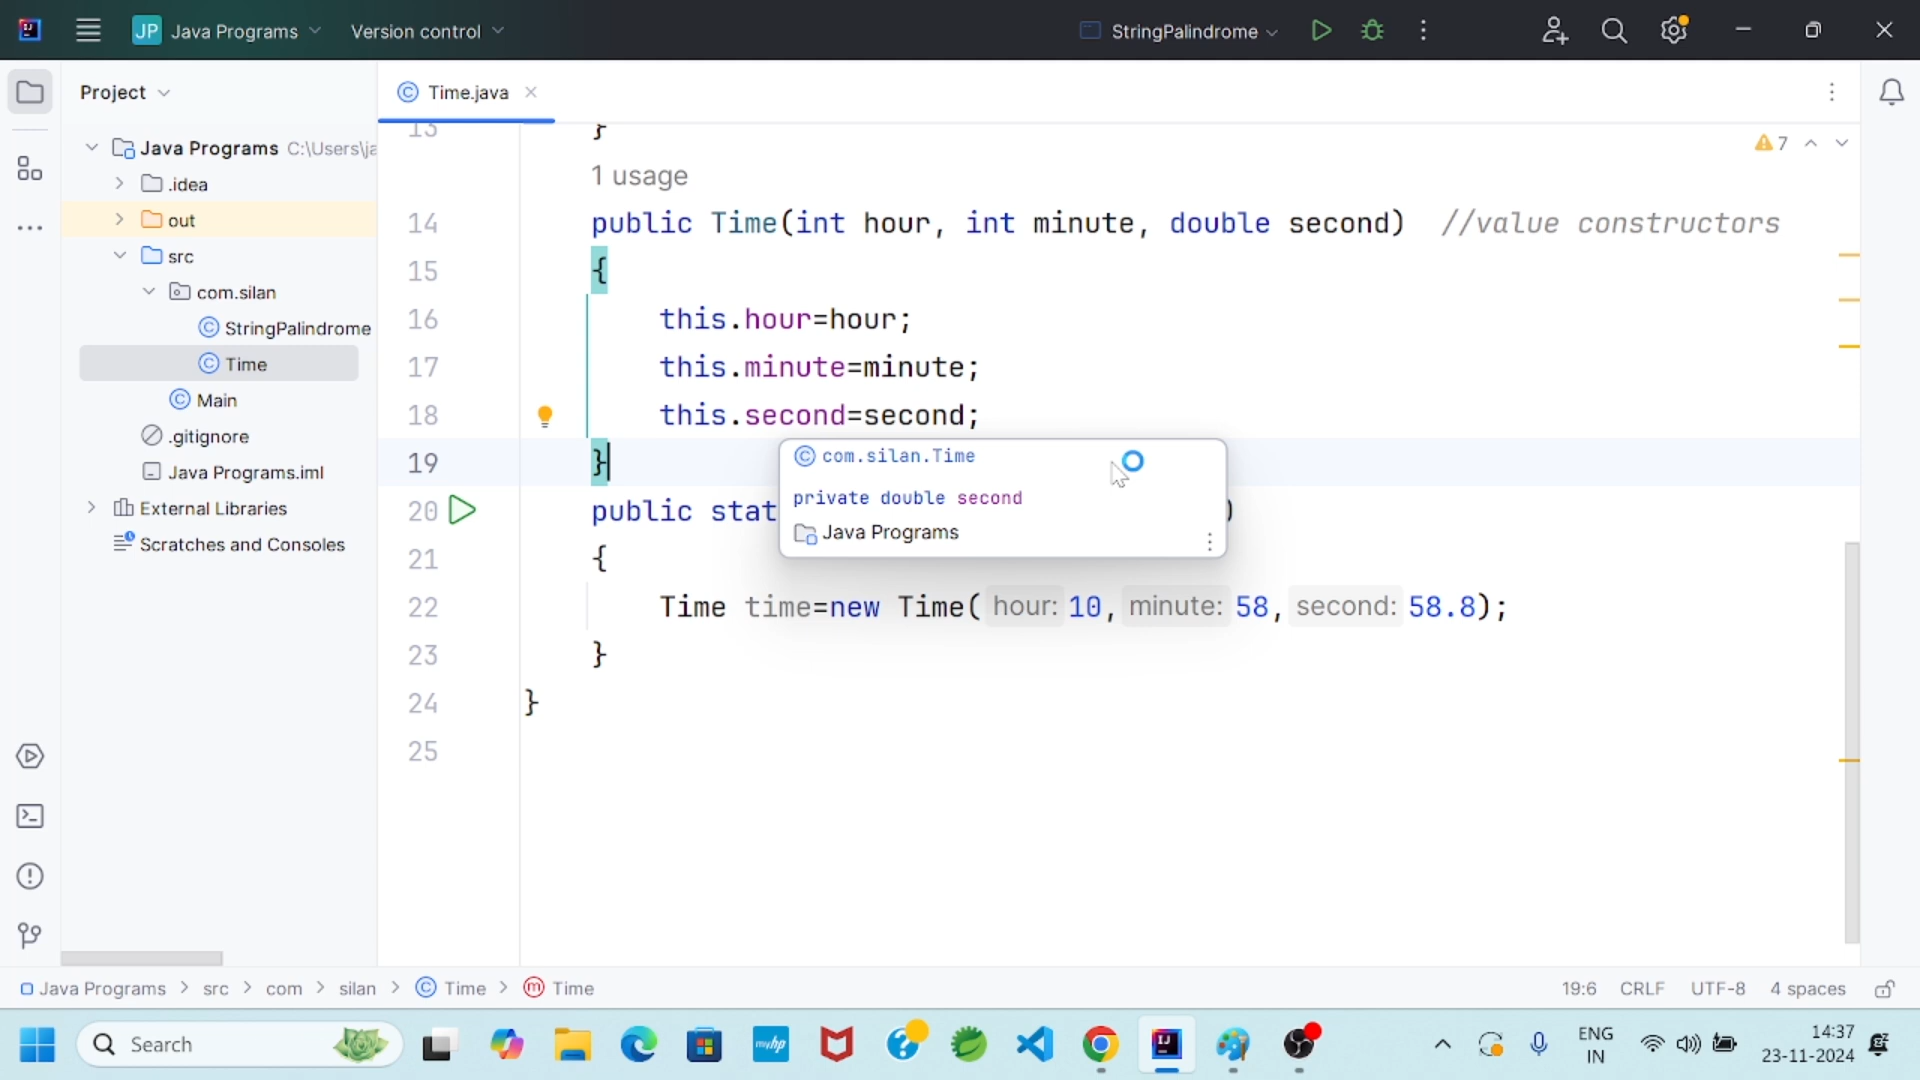 JP Java Programs
Version control
StringPalindrome
Project
Time.java
Java Programs C:\Users\ja
.idea
out
src
com.silan
StringPalindrome
Time
Main
.gitignore
Java Programs.iml
External Libraries
Scratches and Consoles
7
13 }
1 usage
14 public Time(int hour, int minute, double second) //value constructors
15 {
16 this.hour=hour;
17 this.minute=minute;
18 this.second=second;
19 }
com.silan.Time
private double second
Java Programs
20 public stat )
21 {
22 Time time=new Time( hour: 10, minute: 58, second: 58.8);
23 }
24 }
25
Java Programs > src > com > silan > Time > Time
19:6 CRLF UTF-8 4 spaces
Search
myhp
ENG
IN
14:37
23-11-2024